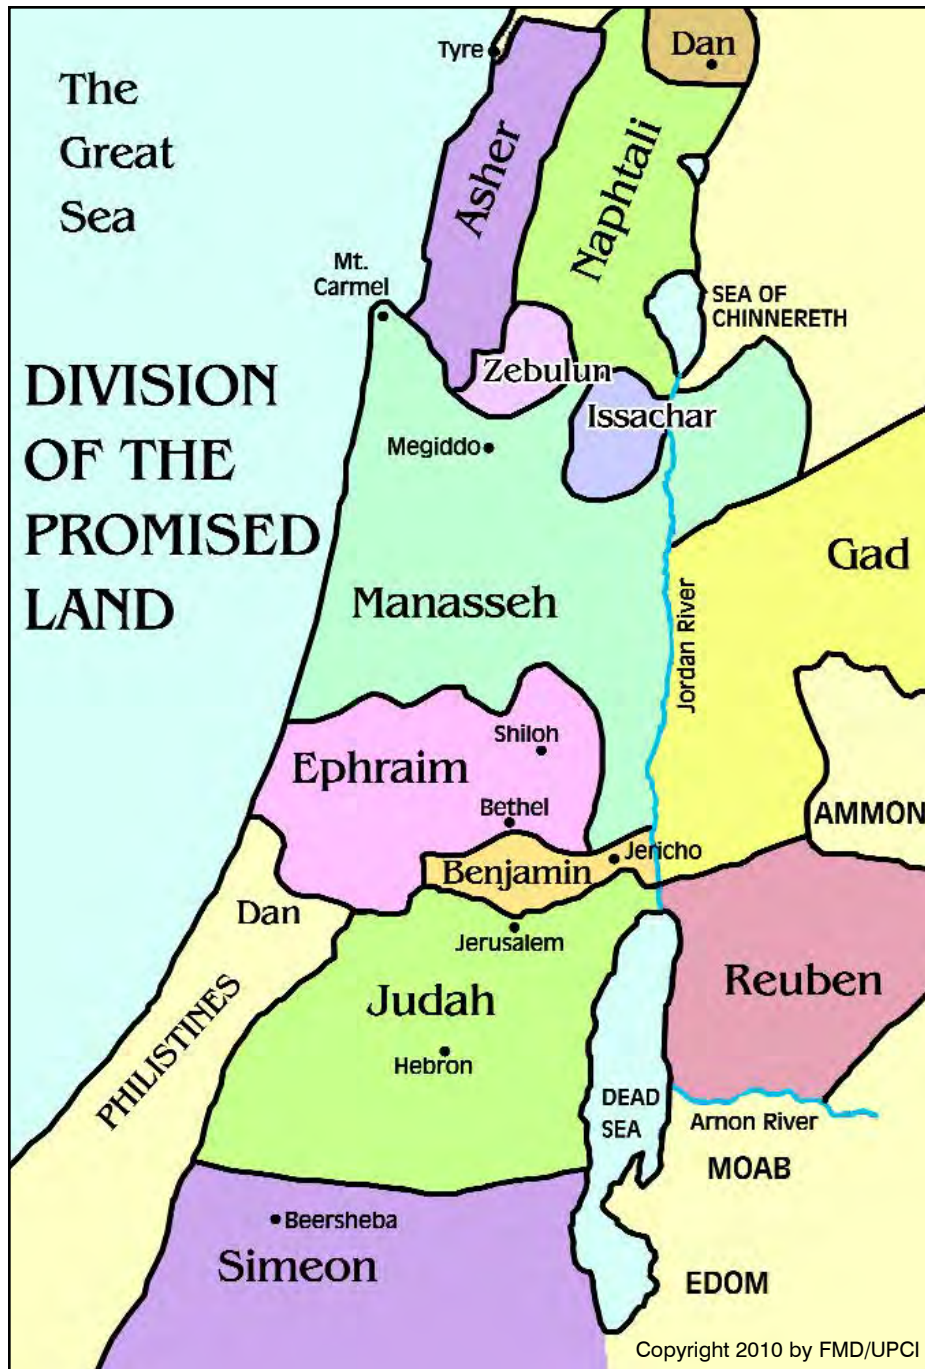 The
Great
Sea
DIVISION
OF THE
PROMISED
LAND
Tyre
Dan
Asher
Naphtali
Mt.
Carmel
SEA OF
CHINNERETH
Zebulun
Issachar
Megiddo
Gad
Manasseh
Jordan River
Shiloh
Ephraim
Bethel
AMMON
Benjamin
Jericho
Dan
Jerusalem
Reuben
Judah
PHILISTINES
Hebron
DEAD
SEA
Arnon River
MOAB
Beersheba
Simeon
EDOM
Copyright 2010 by FMD/UPCI